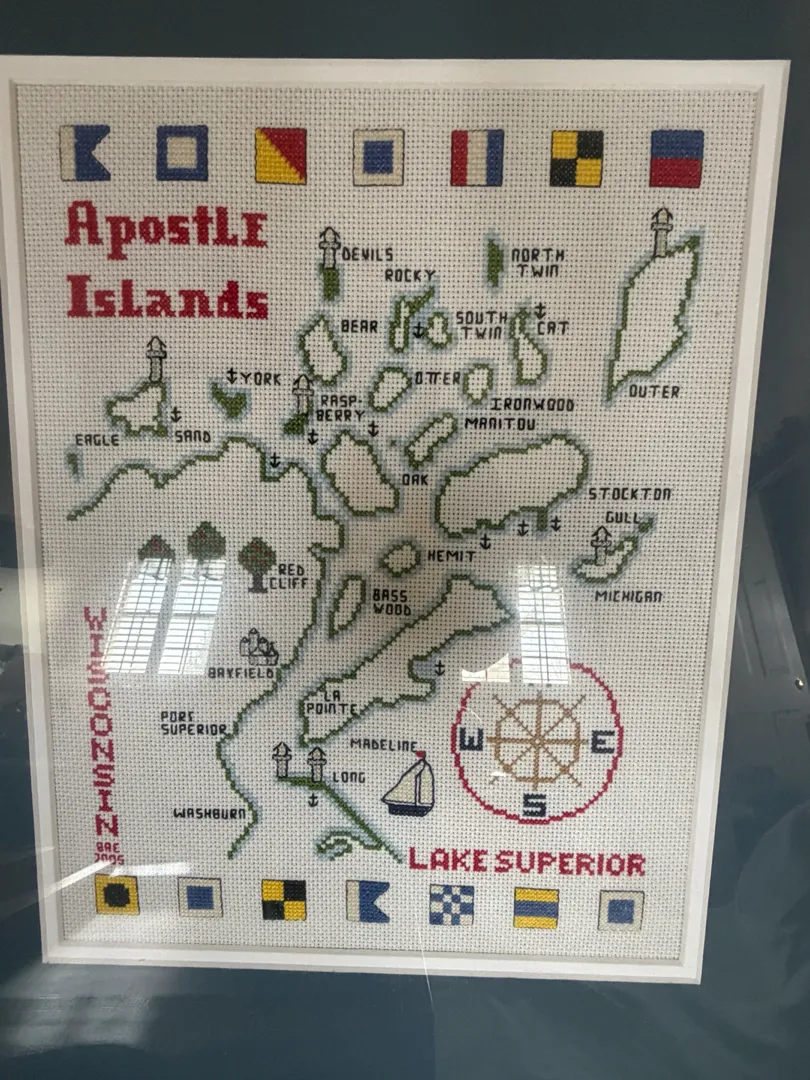 Apostle
Islands
DEVILS
ROCKY
NORTH
TWIN
BEAR
SOUTH
TWIN
CAT
YORK
OTTER
OUTER
RASP-
BERRY
IRONWOOD
MANITOU
EAGLE
SAND
OAK
STOCKTON
GULL
HEMIT
RED
CLIFF
MICHIGAN
BASS
WOOD
WISCONSIN
BAYFIELD
LA
POINTE
PORT
SUPERIOR
MADELINE
W
E
S
LONG
WASHBURN
BAE
2005
LAKE SUPERIOR